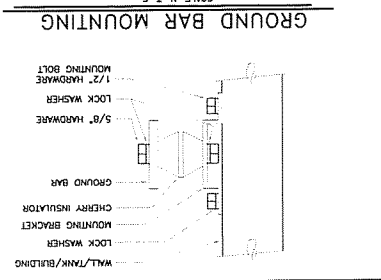 WALL/TANK/BUILDING
LOCK WASHER
MOUNTING BRACKET
CHERRY INSULATOR
GROUND BAR
5/8" HARDWARE
LOCK WASHER
1/2" HARDWARE
MOUNTING BOLT
GROUND BAR MOUNTING